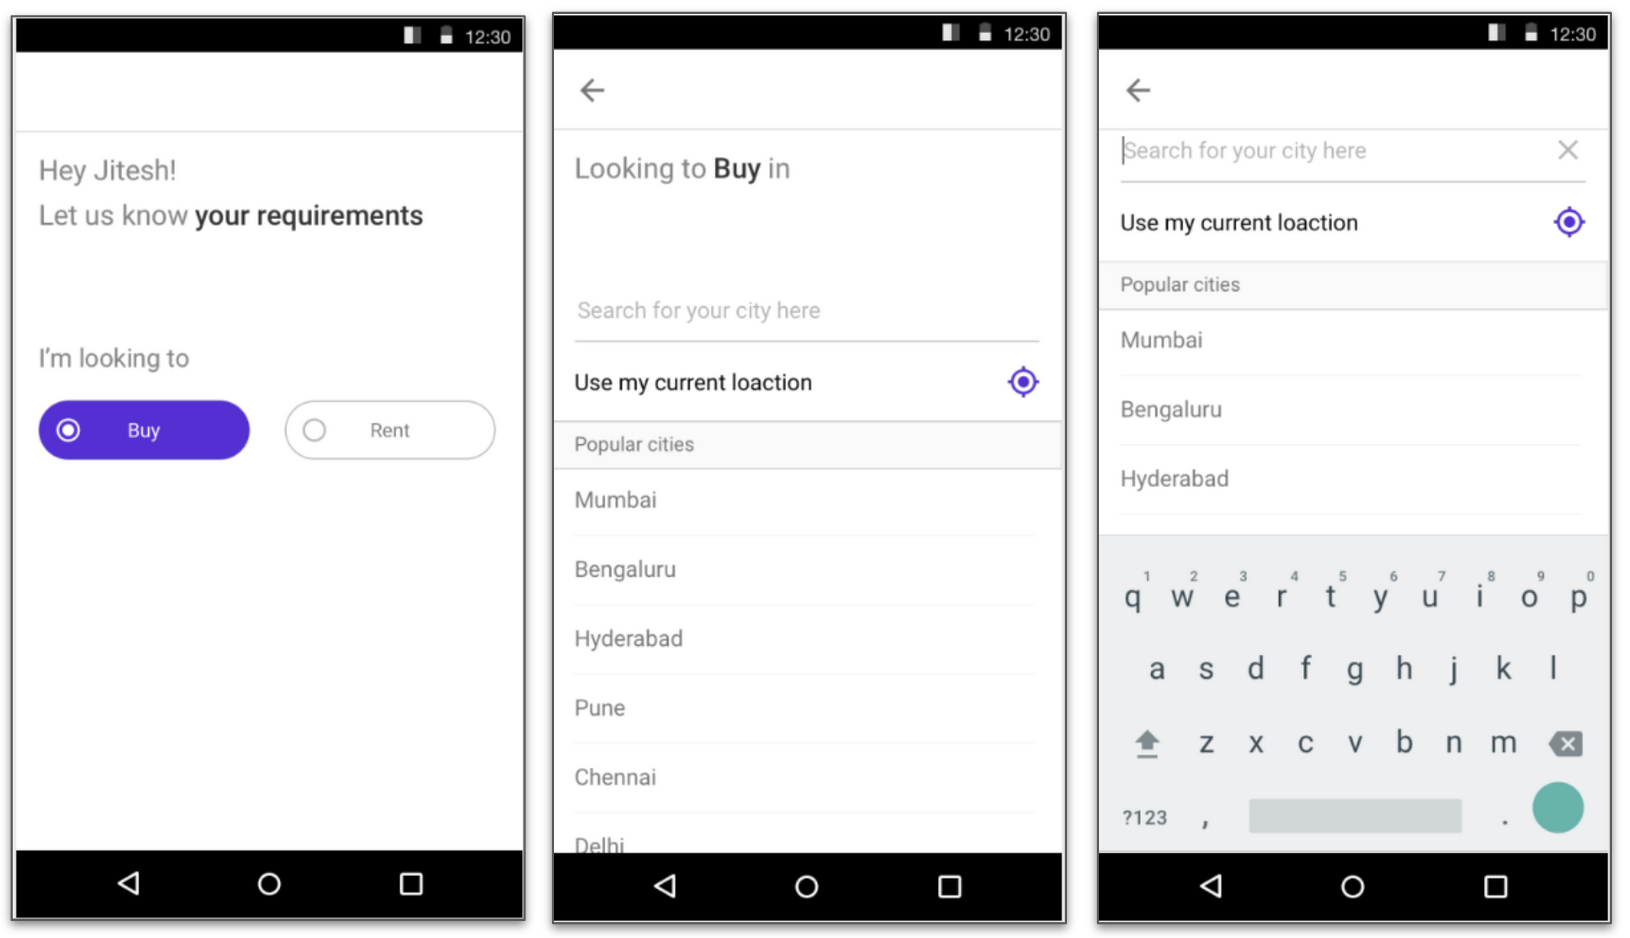 12:30
Hey Jitesh!
Let us know your requirements
I'm looking to
Buy
Rent
12:30
Looking to Buy in
Search for your city here
Use my current loaction
Popular cities
Mumbai
Bengaluru
Hyderabad
Pune
Chennai
Delhi
12:30
Search for your city here
Use my current loaction
Popular cities
Mumbai
Bengaluru
Hyderabad
1 2 3 4 5 6 7 8 9 0
q w e r t y u i o p
a s d f g h j k l
z x c v b n m
?123 , .